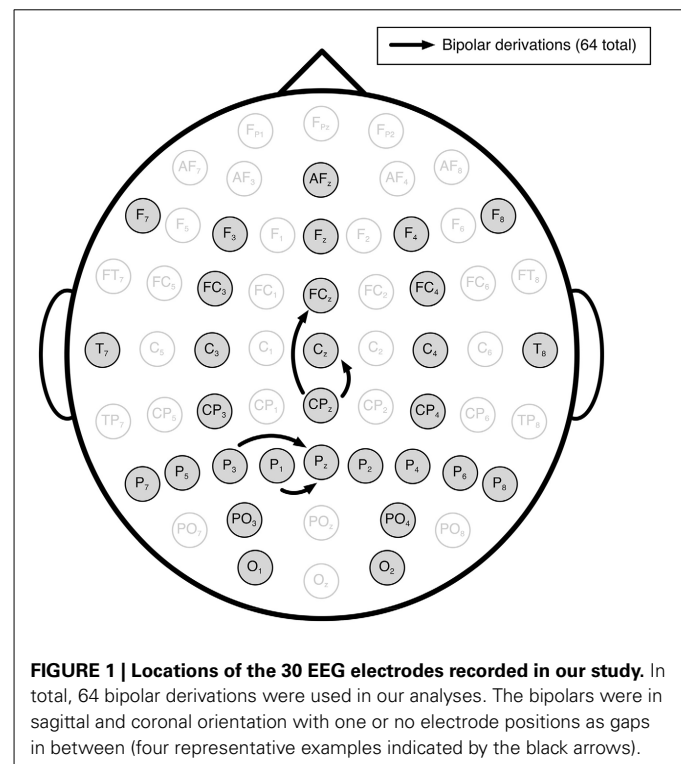 Bipolar derivations (64 total)
FP1 FPz FP2
AF7 AF3 AFz AF4 AF8
F7 F5 F3 F1 Fz F2 F4 F6 F8
FT7 FC5 FC3 FC1 FCz FC2 FC4 FC6 FT8
T7 C5 C3 C1 Cz C2 C4 C6 T8
TP7 CP5 CP3 CP1 CPz CP2 CP4 CP6 TP8
P7 P5 P3 P1 Pz P2 P4 P6 P8
PO7 PO3 POz PO4 PO8
O1 Oz O2
FIGURE 1 | Locations of the 30 EEG electrodes recorded in our study. In
total, 64 bipolar derivations were used in our analyses. The bipolars were in
sagittal and coronal orientation with one or no electrode positions as gaps
in between (four representative examples indicated by the black arrows).